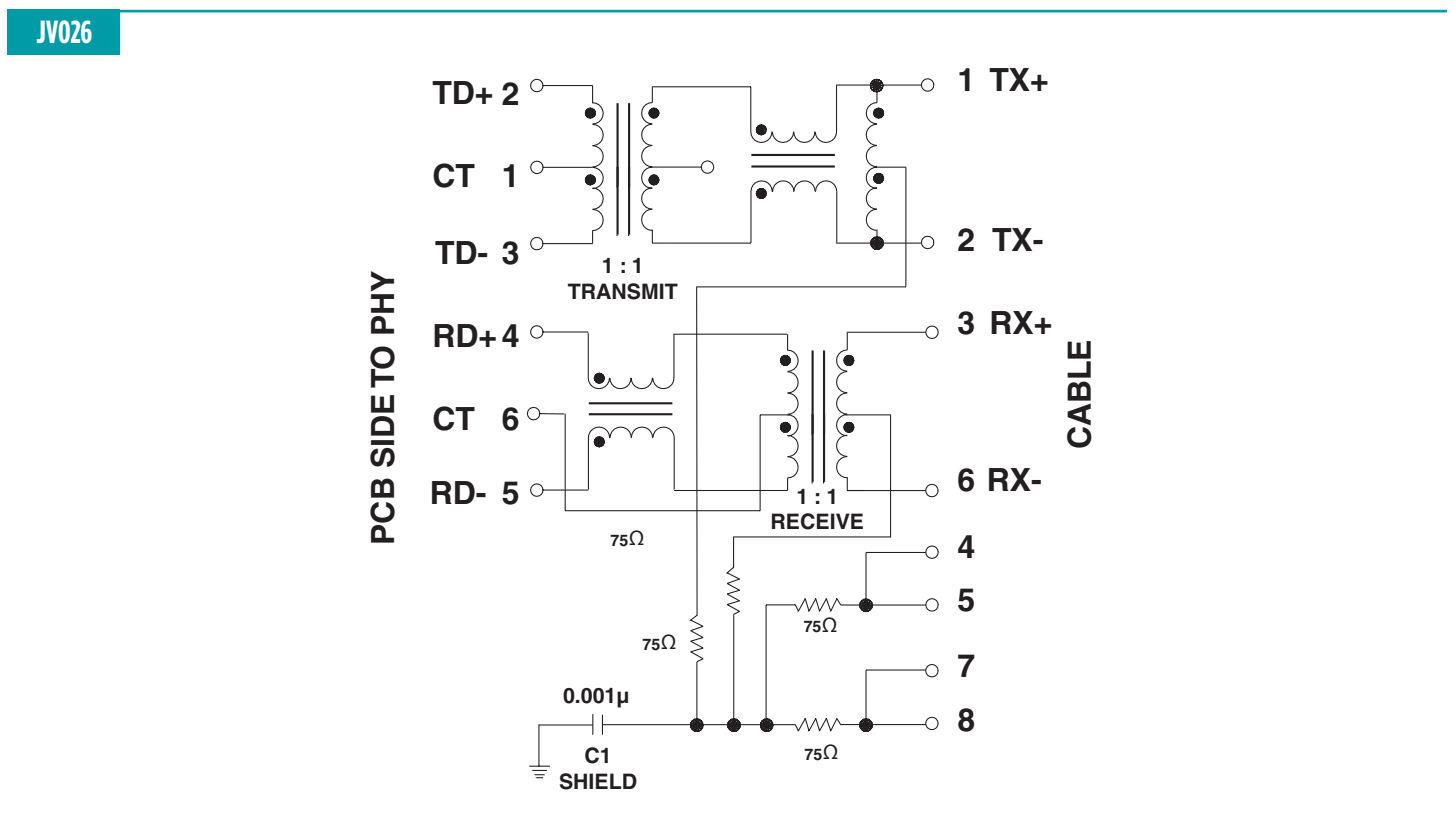 JV026
TD+ 2
1 TX+
CT 1
TD- 3
2 TX-
1 : 1
TRANSMIT
PCB SIDE TO PHY
RD+ 4
3 RX+
CABLE
CT 6
RD- 5
6 RX-
1 : 1
RECEIVE
75Ω
4
5
75Ω
75Ω
7
0.001µ
8
C1
75Ω
SHIELD